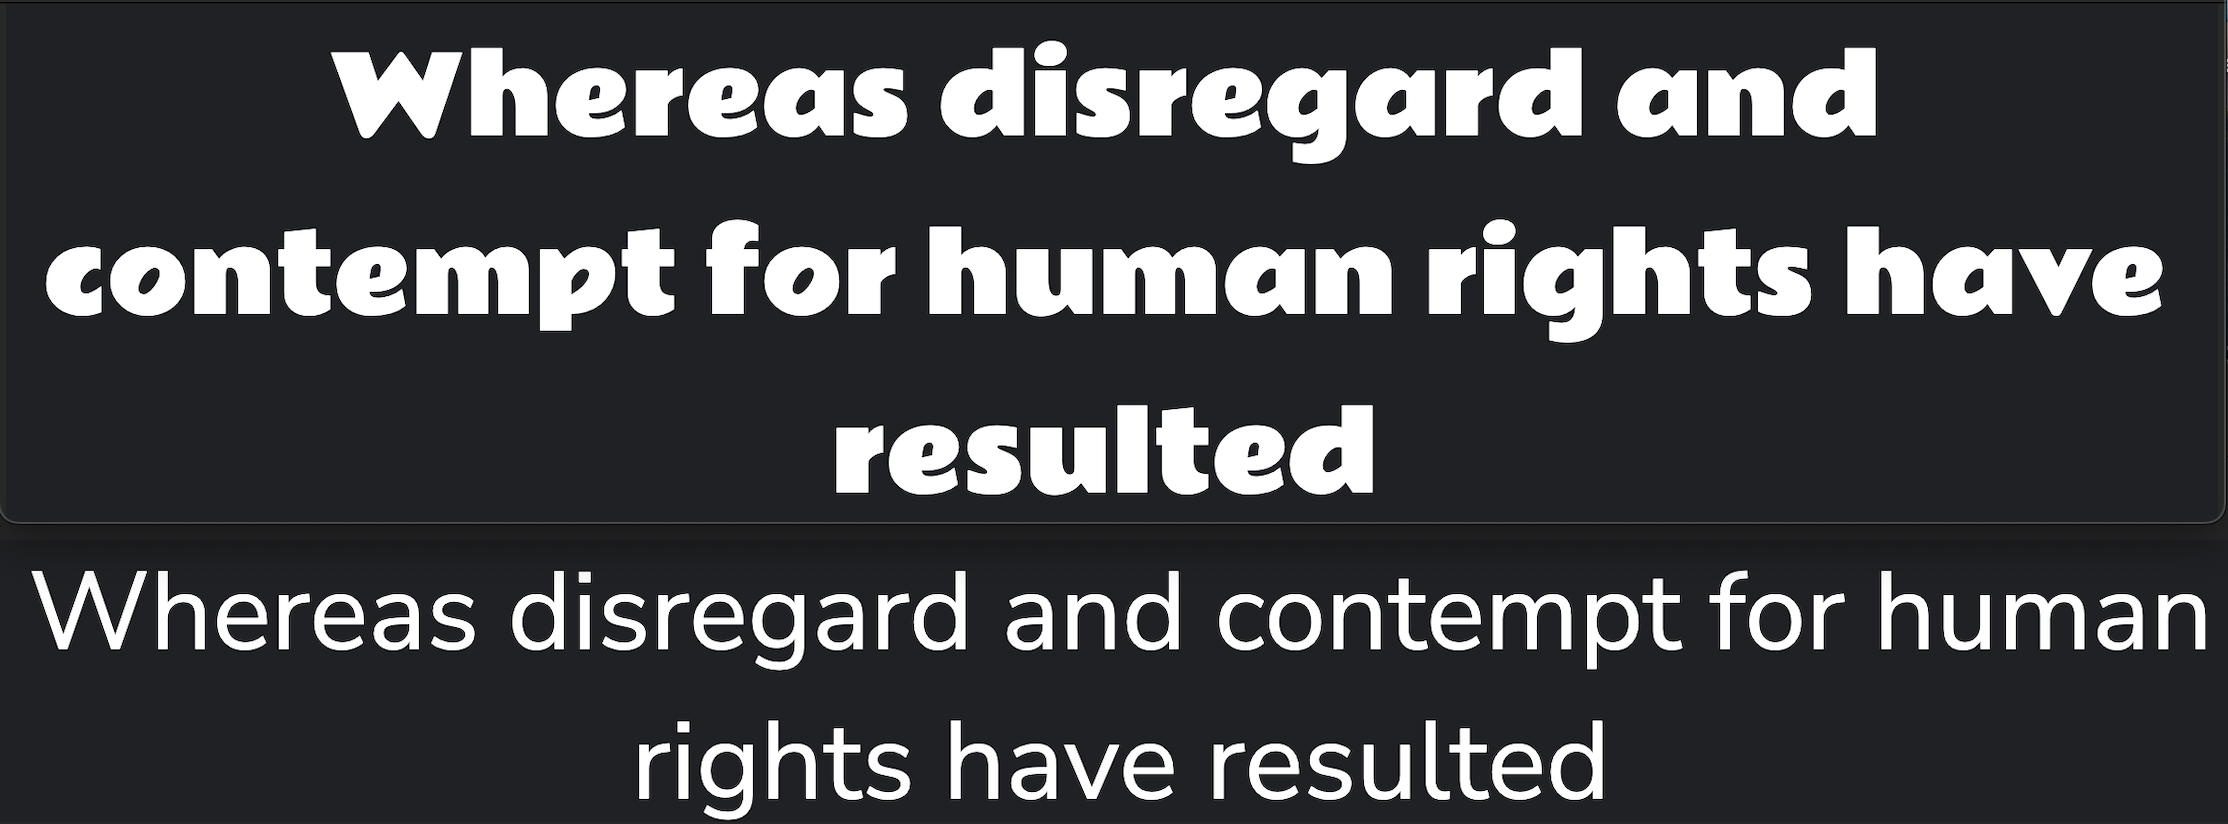 Whereas disregard and
contempt for human rights have
resulted
Whereas disregard and contempt for human
rights have resulted